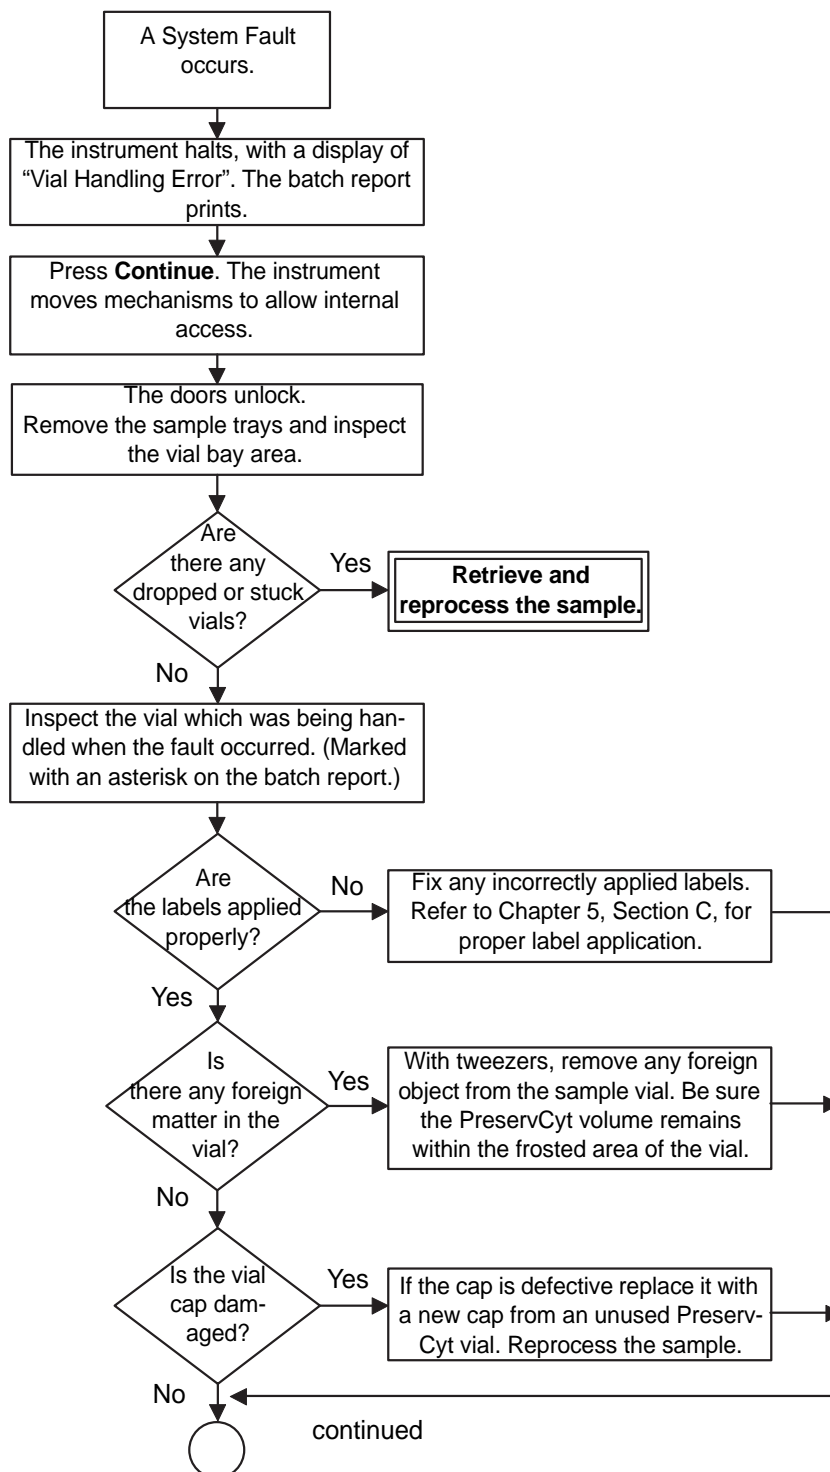 A System Fault
occurs.
The instrument halts, with a display of
“Vial Handling Error”. The batch report
prints.
Press Continue. The instrument
moves mechanisms to allow internal
access.
The doors unlock.
Remove the sample trays and inspect
the vial bay area.
Are
there any
dropped or stuck
vials?
Yes
Retrieve and
reprocess the sample.
No
Inspect the vial which was being han-
dled when the fault occurred. (Marked
with an asterisk on the batch report.)
Are
the labels applied
properly?
No
Fix any incorrectly applied labels.
Refer to Chapter 5, Section C, for
proper label application.
Yes
Is
there any foreign
matter in the
vial?
Yes
With tweezers, remove any foreign
object from the sample vial. Be sure
the PreservCyt volume remains
within the frosted area of the vial.
No
Is the vial
cap dam-
aged?
Yes
If the cap is defective replace it with
a new cap from an unused Preserv-
Cyt vial. Reprocess the sample.
No
continued